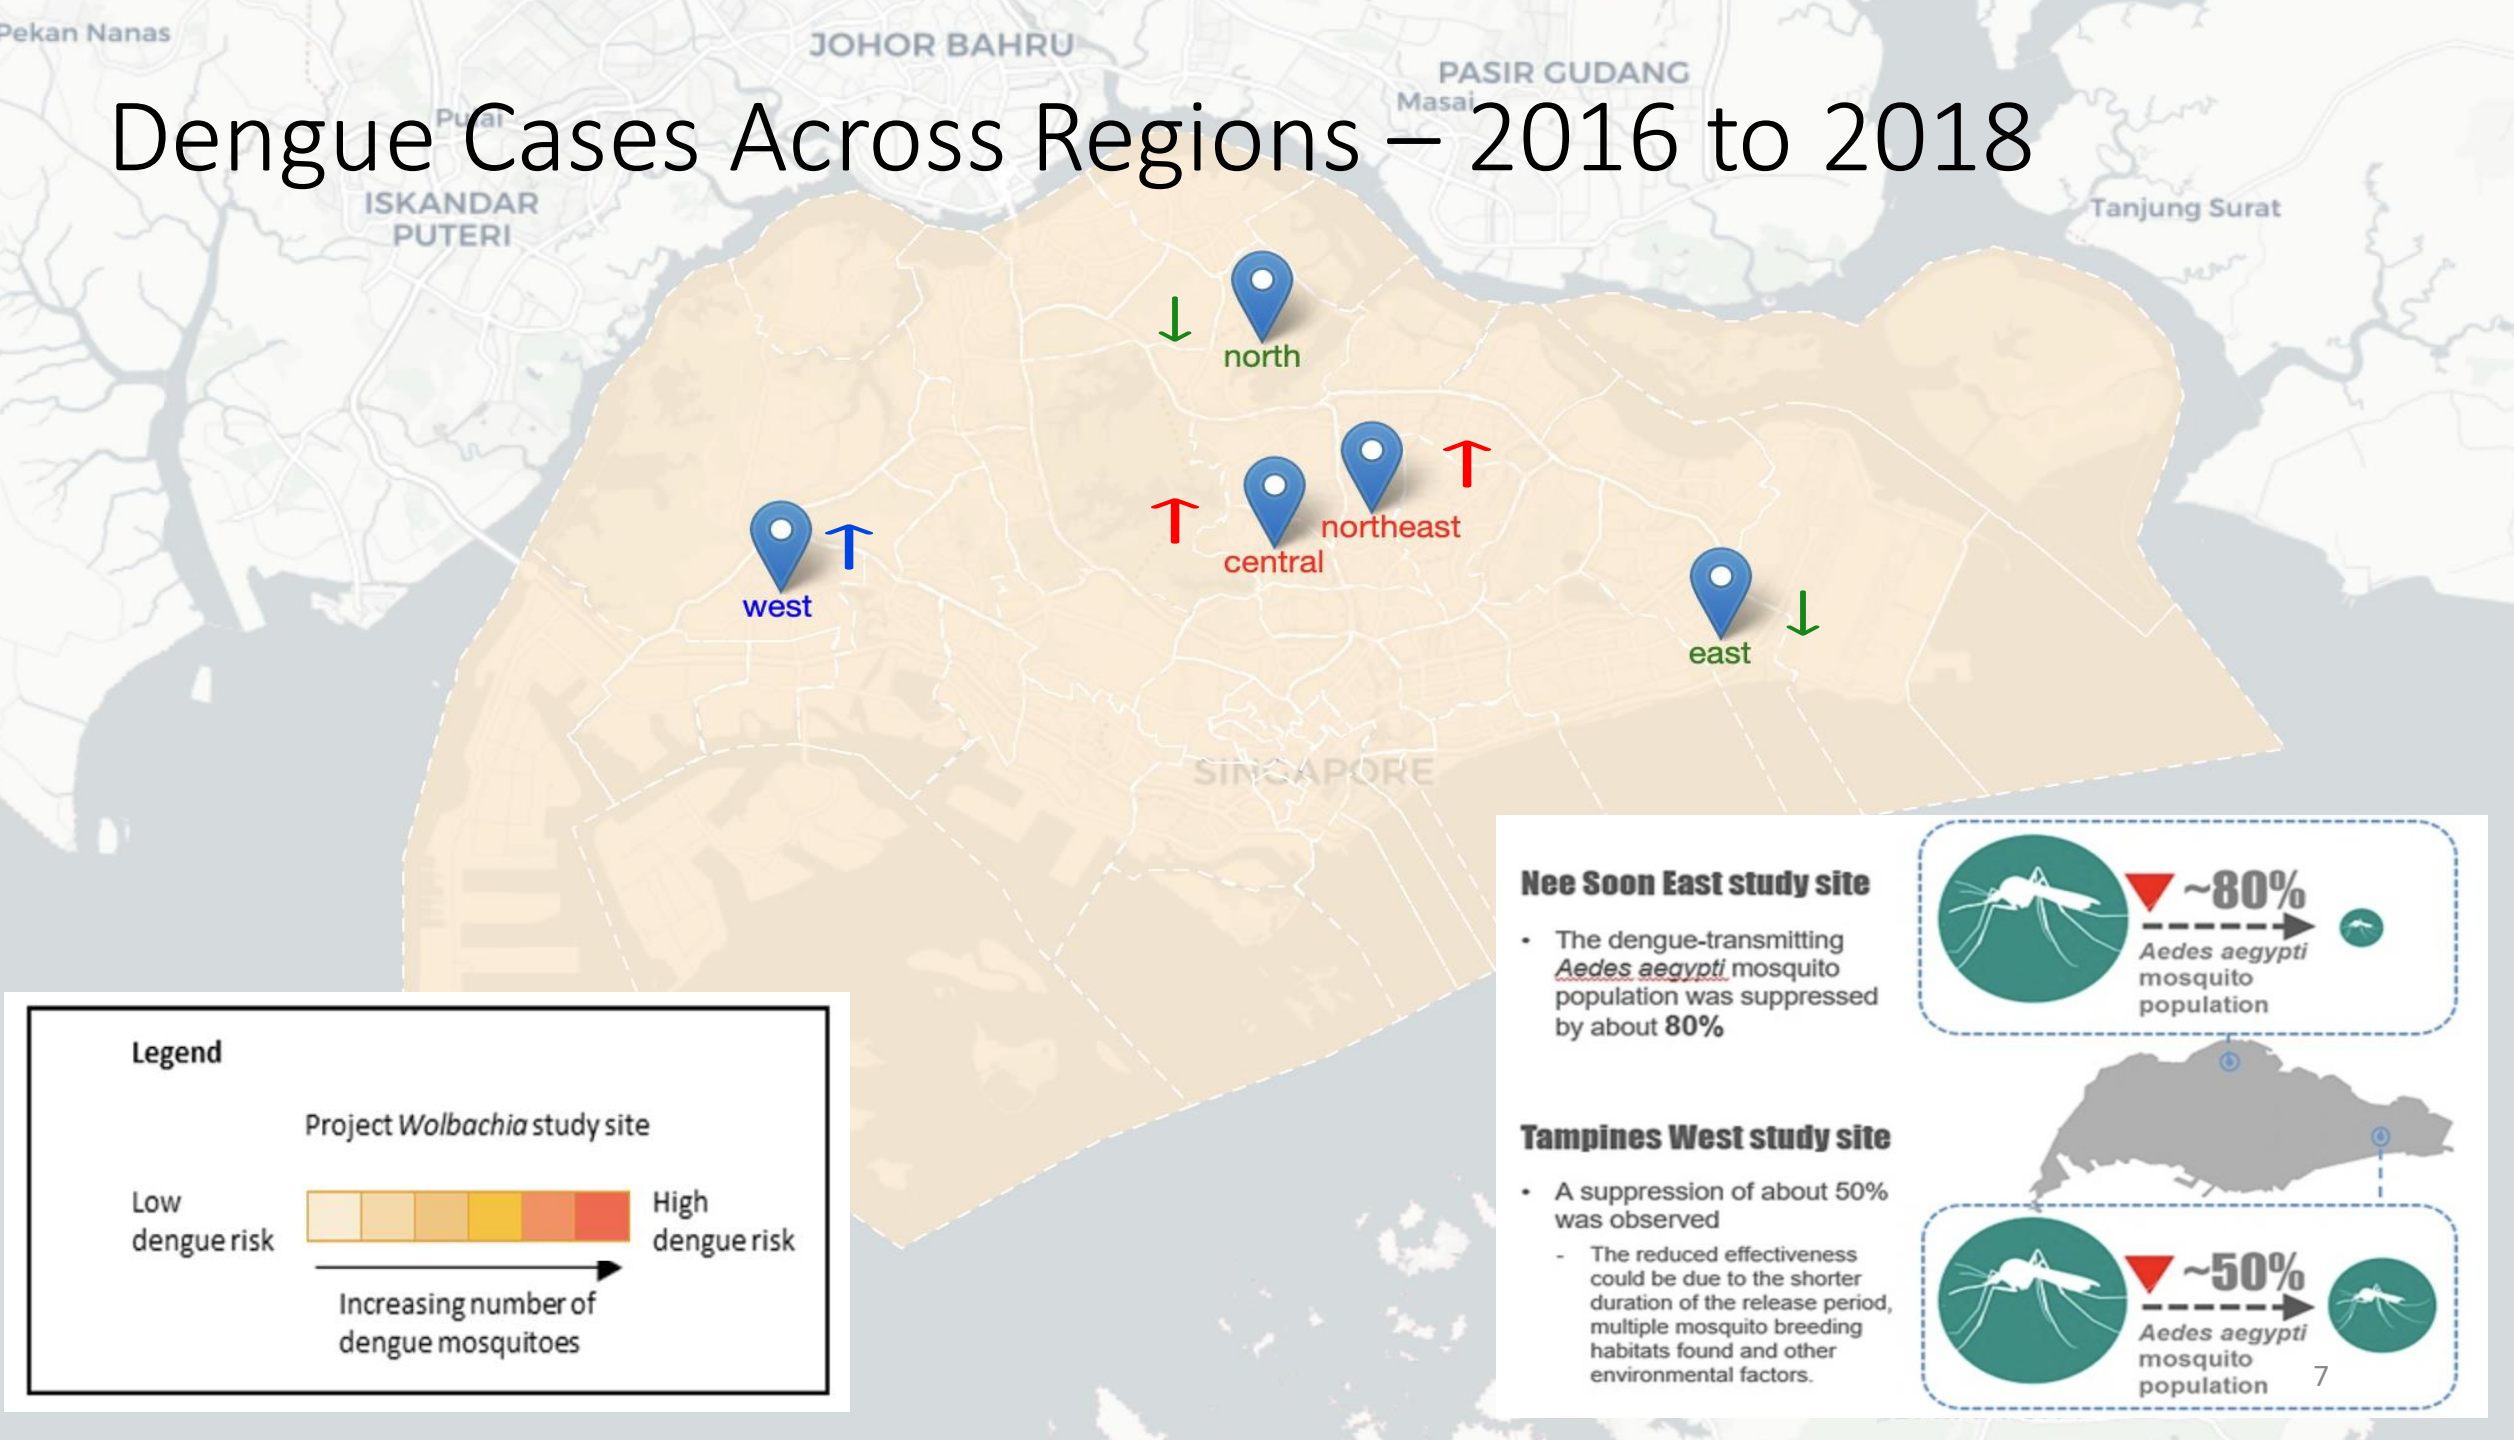 Pekan Nanas
JOHOR BAHRU
PASIR GUDANG
Masai
Pulai
Dengue Cases Across Regions – 2016 to 2018
ISKANDAR
PUTERI
Tanjung Surat
north
northeast
central
west
east
SINGAPORE
Nee Soon East study site
• The dengue-transmitting
Aedes aegypti mosquito
population was suppressed
by about 80%
~80%
Aedes aegypti
mosquito
population
Tampines West study site
• A suppression of about 50%
was observed
- The reduced effectiveness
could be due to the shorter
duration of the release period,
multiple mosquito breeding
habitats found and other
environmental factors.
~50%
Aedes aegypti
mosquito
population
7
Legend
Project Wolbachia study site
Low
dengue risk
High
dengue risk
Increasing number of
dengue mosquitoes